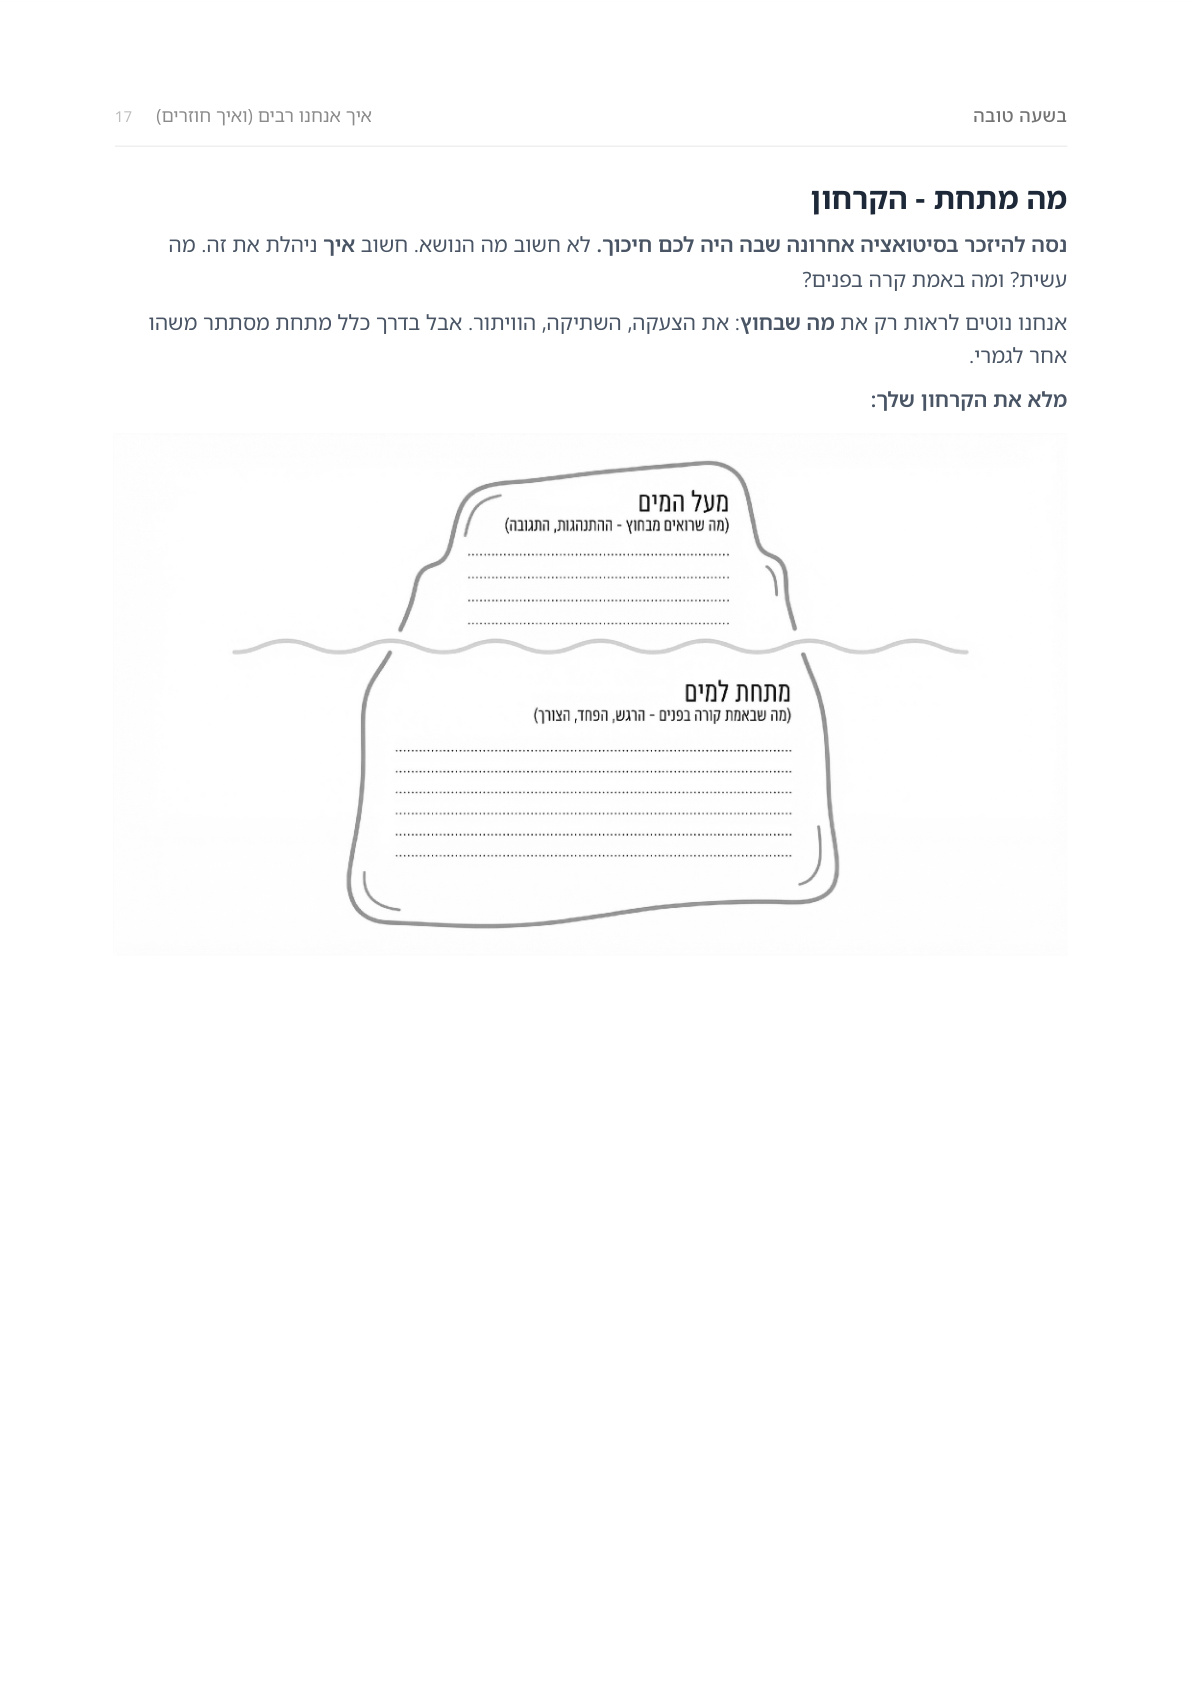 בשעה טובה
איך אנחנו רבים (ואיך חוזרים) 17
מה מתחת - הקרחון
נסה להיזכר בסיטואציה אחרונה שבה היה לכם חיכוך. לא חשוב מה הנושא. חשוב איך ניהלת את זה. מה
עשית? ומה באמת קרה בפנים?
אנחנו נוטים לראות רק את מה שבחוץ: את הצעקה, השתיקה, הוויתור. אבל בדרך כלל מתחת מסתתר משהו
אחר לגמרי.
מלא את הקרחון שלך:
מעל המים
(מה שרואים מבחוץ - ההתנהגות, התגובה)
מתחת למים
(מה שבאמת קורה בפנים - הרגש, הפחד, הצורך)